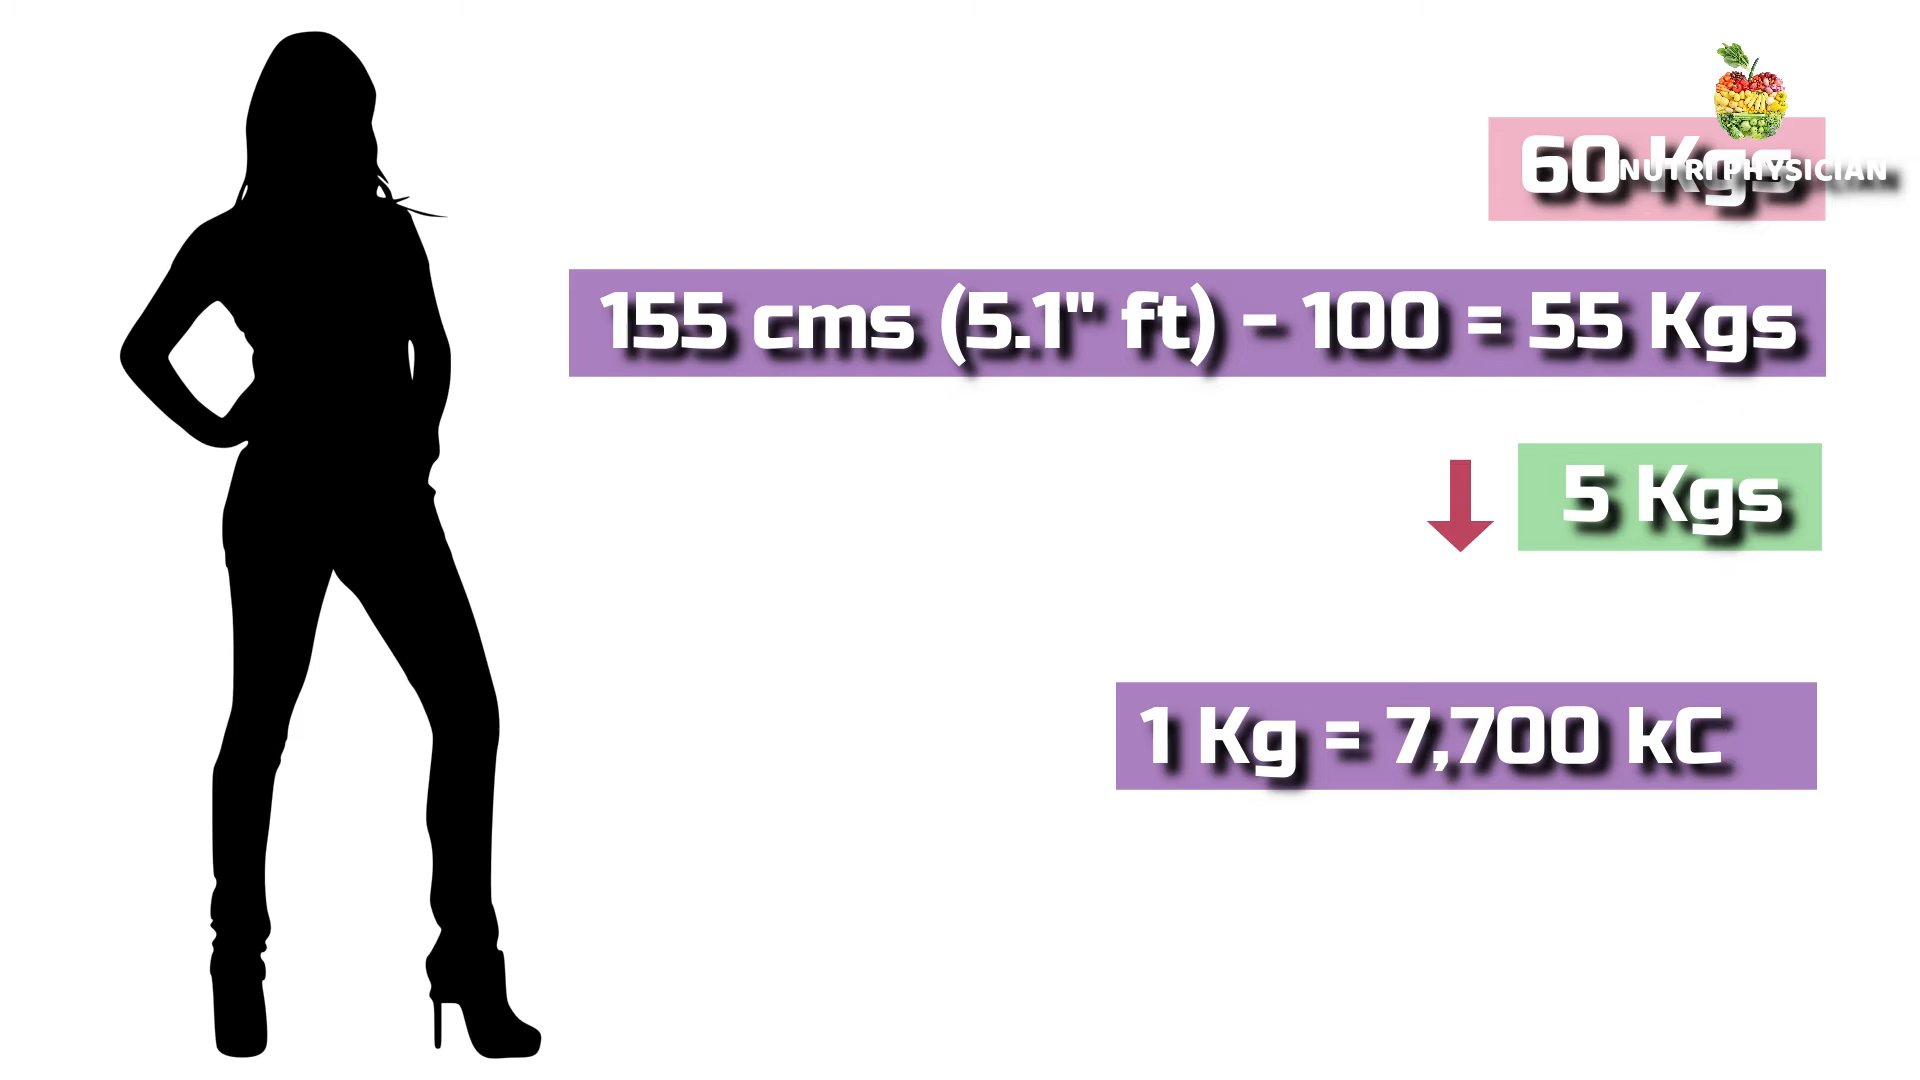 60 Kgs
NUTRI PHYSICIAN
155 cms (5.1" ft) - 100 = 55 Kgs
5 Kgs
1 Kg = 7,700 kC